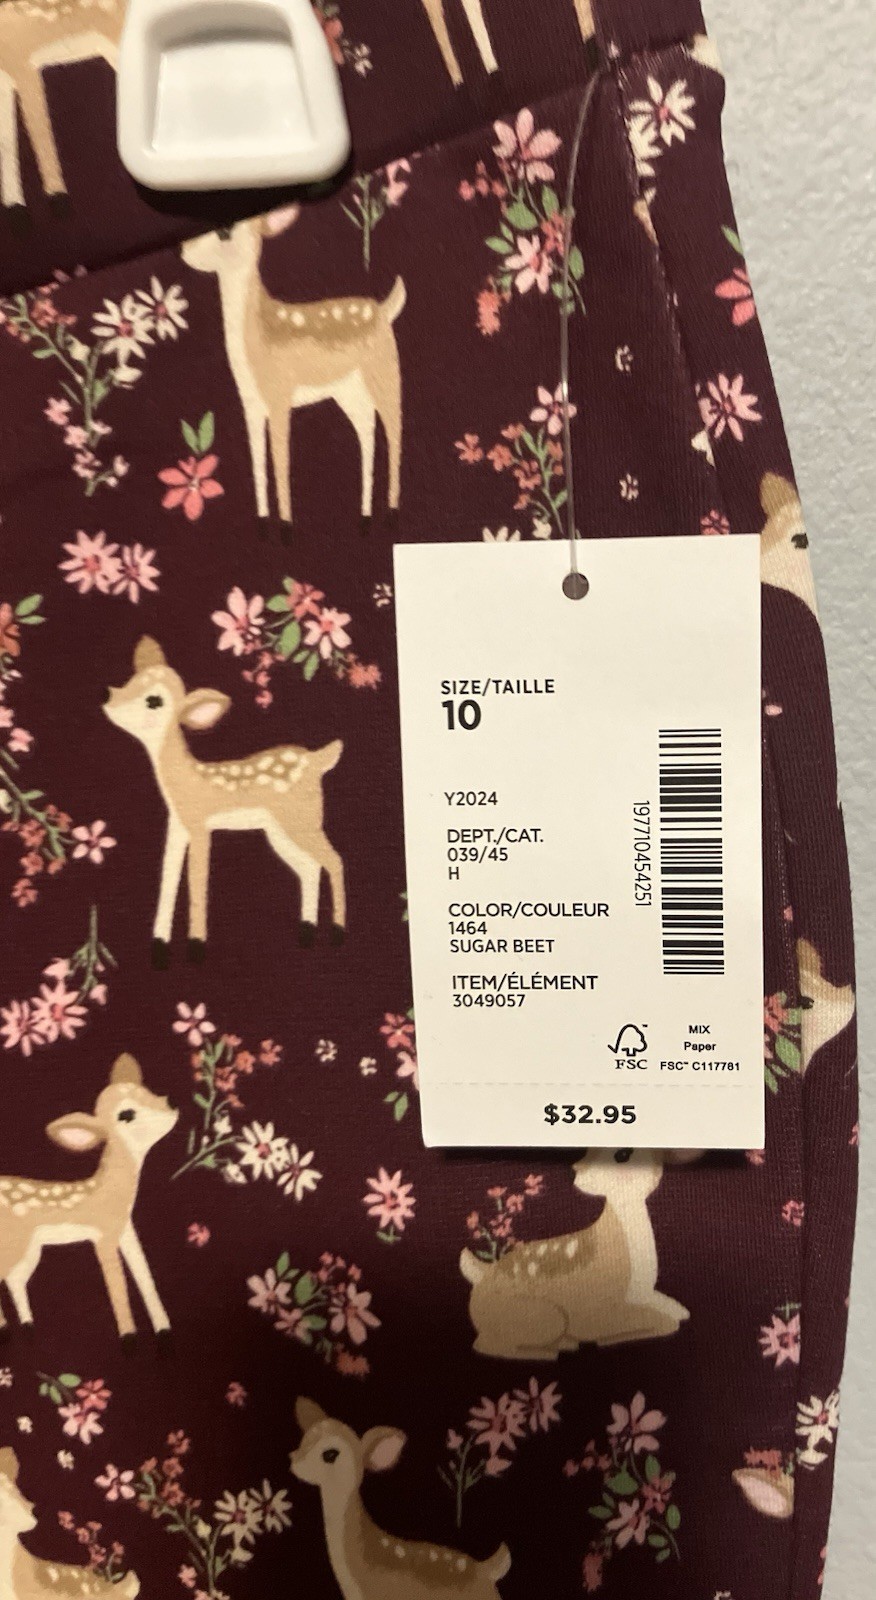 SIZE/TAILLE
10
Y2024
DEPT./CAT.
039/45
H
COLOR/COULEUR
1464
SUGAR BEET
ITEM/ÉLÉMENT
3049057
197710454251
FSC™
MIX
Paper
FSC™ C117781
$32.95